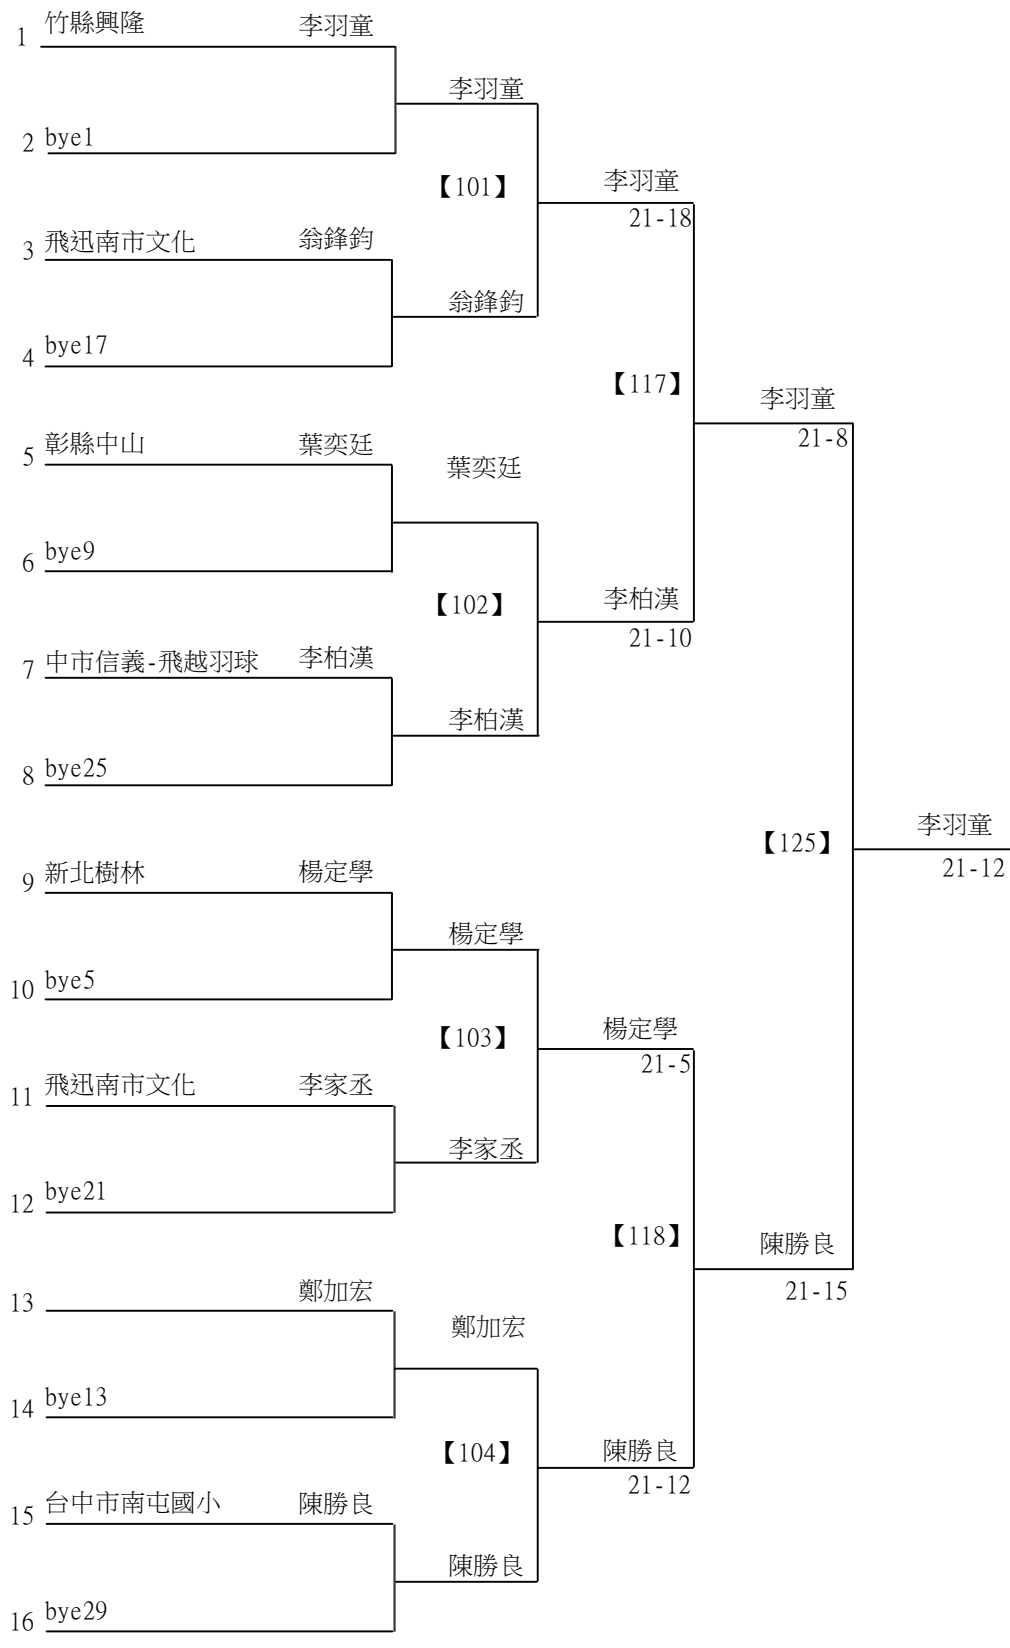 1 竹縣興隆 李羽童
李羽童
2 bye1
【101】 李羽童
21-18
3 飛迅南市文化 翁鋒鈞
翁鋒鈞
4 bye17
【117】 李羽童
21-8
5 彰縣中山 葉奕廷
葉奕廷
6 bye9
【102】 李柏漢
21-10
7 中市信義-飛越羽球 李柏漢
李柏漢
8 bye25
【125】 李羽童
21-12
9 新北樹林 楊定學
楊定學
10 bye5
【103】 楊定學
21-5
11 飛迅南市文化 李家丞
李家丞
12 bye21
【118】 陳勝良
21-15
13 鄭加宏
鄭加宏
14 bye13
【104】 陳勝良
21-12
15 台中市南屯國小 陳勝良
陳勝良
16 bye29